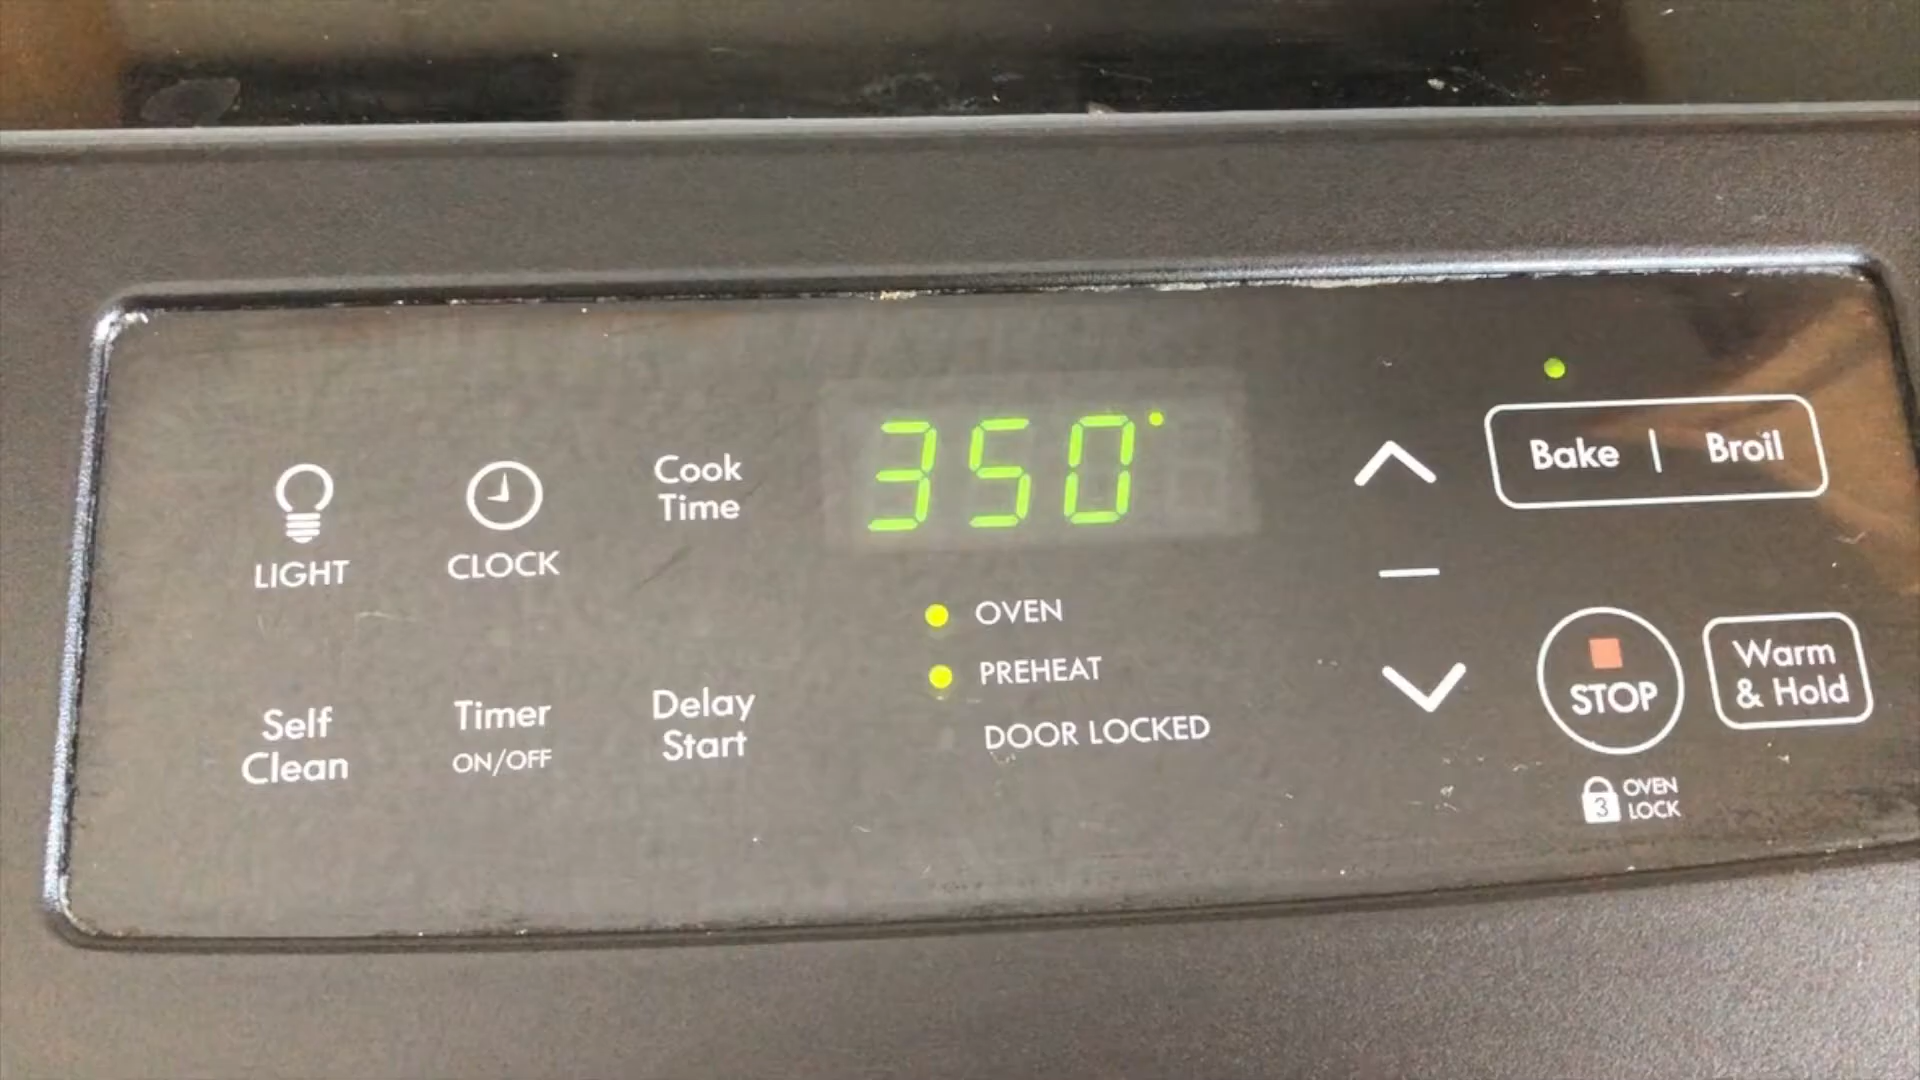 350°
Bake | Broil
Cook
Time
LIGHT
CLOCK
OVEN
PREHEAT
DOOR LOCKED
STOP
Warm
& Hold
Self
Clean
Timer
ON/OFF
Delay
Start
3
OVEN
LOCK